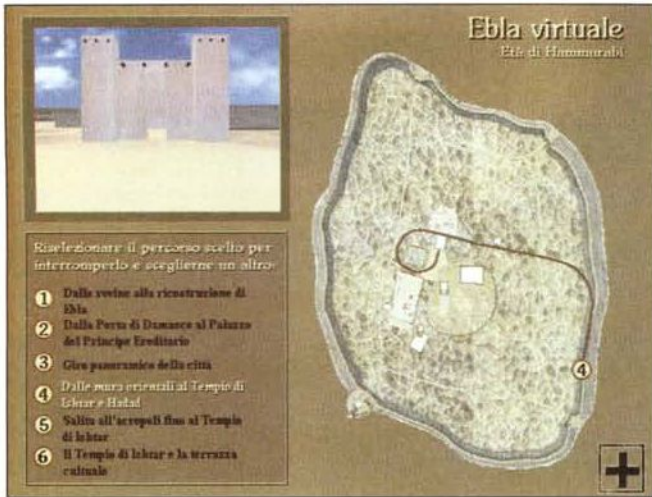 Ebla virtuale
Età di Hammurabi
Riselezionare il percorso scelto per
interromperlo e sceglierne un altro:
1 Dalle rovine alla ricostruzione di
Ebla
2 Dalla Porta di Damasco al Palazzo
del Principe Ereditario
3 Giro panoramico della città
4 Dalle mura orientali al Tempio di
Ishtar e Hadad
5 Salita all'acropoli fino al Tempio
di Ishtar
6 Il Tempio di Ishtar e la terrazza
cultuale
4